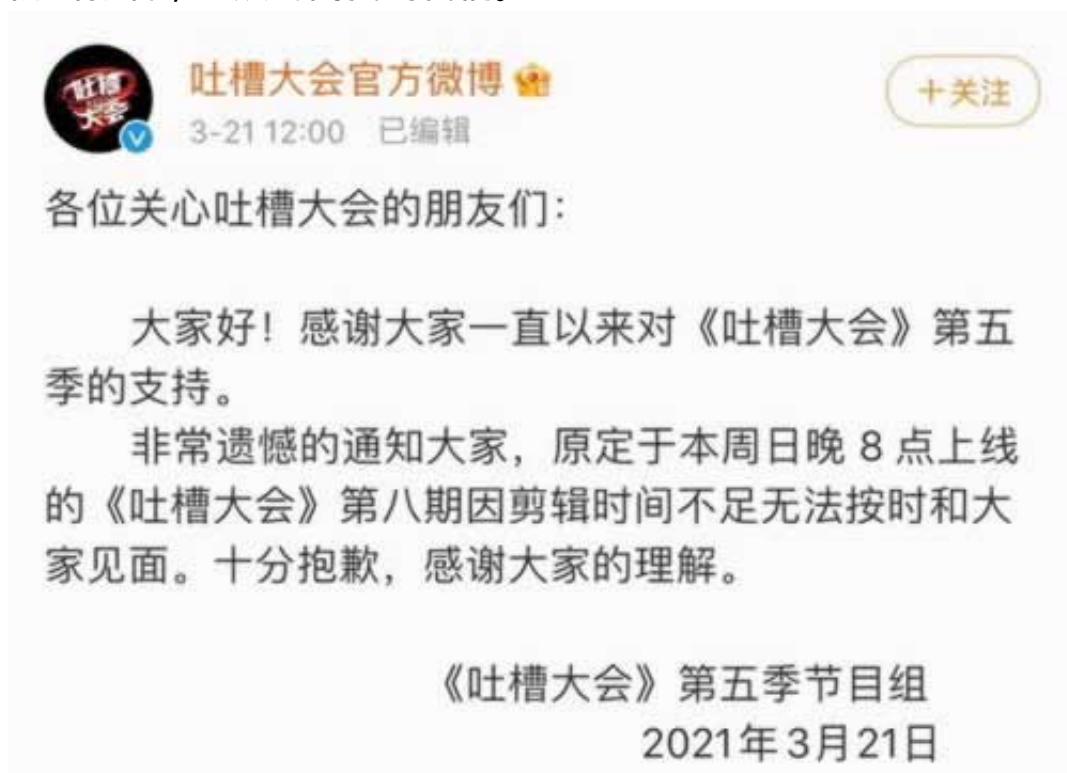 吐槽大会官方微博
+关注
3-21 12:00 已编辑
吐槽
大会
各位关心吐槽大会的朋友们：
大家好！感谢大家一直以来对《吐槽大会》第五
季的支持。
非常遗憾的通知大家，原定于本周日晚 8 点上线
的《吐槽大会》第八期因剪辑时间不足无法按时和大
家见面。十分抱歉，感谢大家的理解。
《吐槽大会》第五季节目组
2021年3月21日